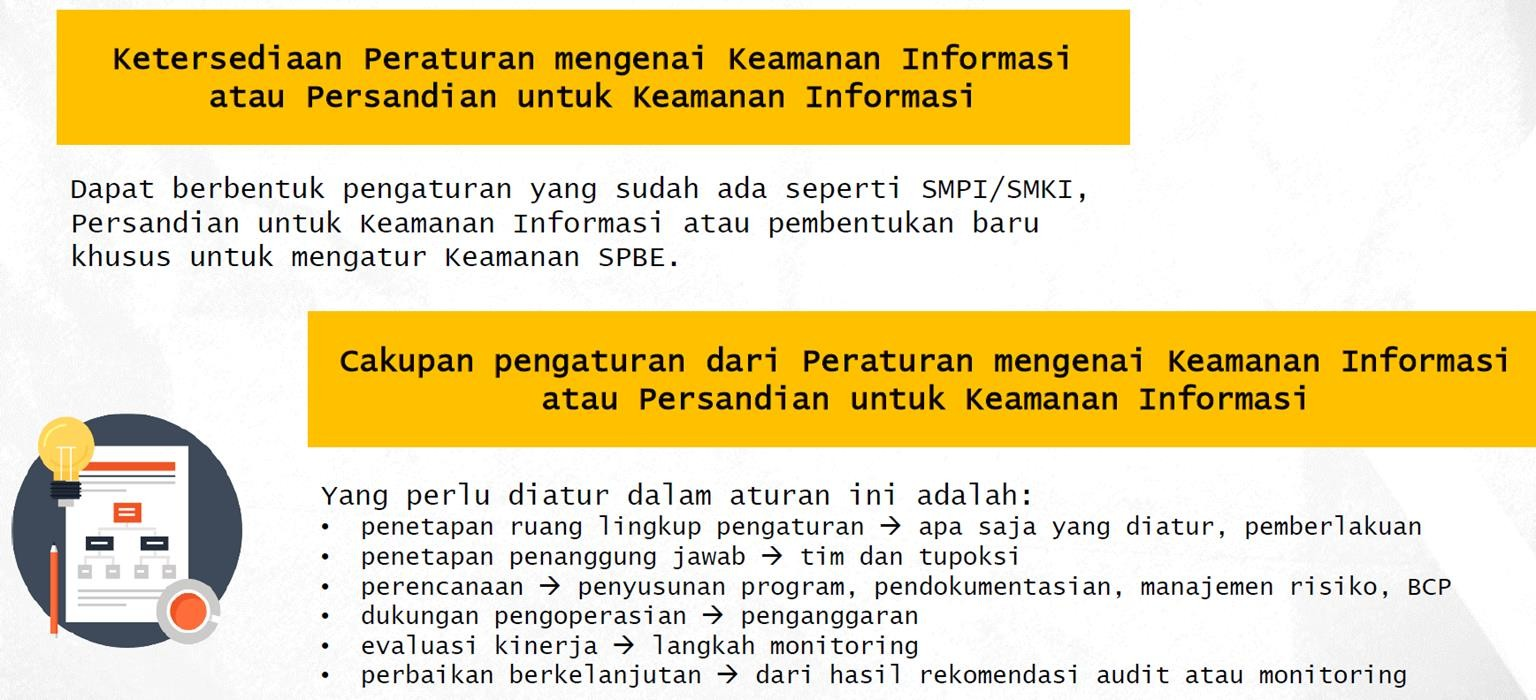 Ketersediaan Peraturan mengenai Keamanan Informasi
atau Persandian untuk Keamanan Informasi
Dapat berbentuk pengaturan yang sudah ada seperti SMPI/SMKI,
Persandian untuk Keamanan Informasi atau pembentukan baru
khusus untuk mengatur Keamanan SPBE.
Cakupan pengaturan dari Peraturan mengenai Keamanan Informasi
atau Persandian untuk Keamanan Informasi
Yang perlu diatur dalam aturan ini adalah:
• penetapan ruang lingkup pengaturan → apa saja yang diatur, pemberlakuan
• penetapan penanggung jawab → tim dan tupoksi
• perencanaan → penyusunan program, pendokumentasian, manajemen risiko, BCP
• dukungan pengoperasian → penganggaran
• evaluasi kinerja → langkah monitoring
• perbaikan berkelanjutan → dari hasil rekomendasi audit atau monitoring